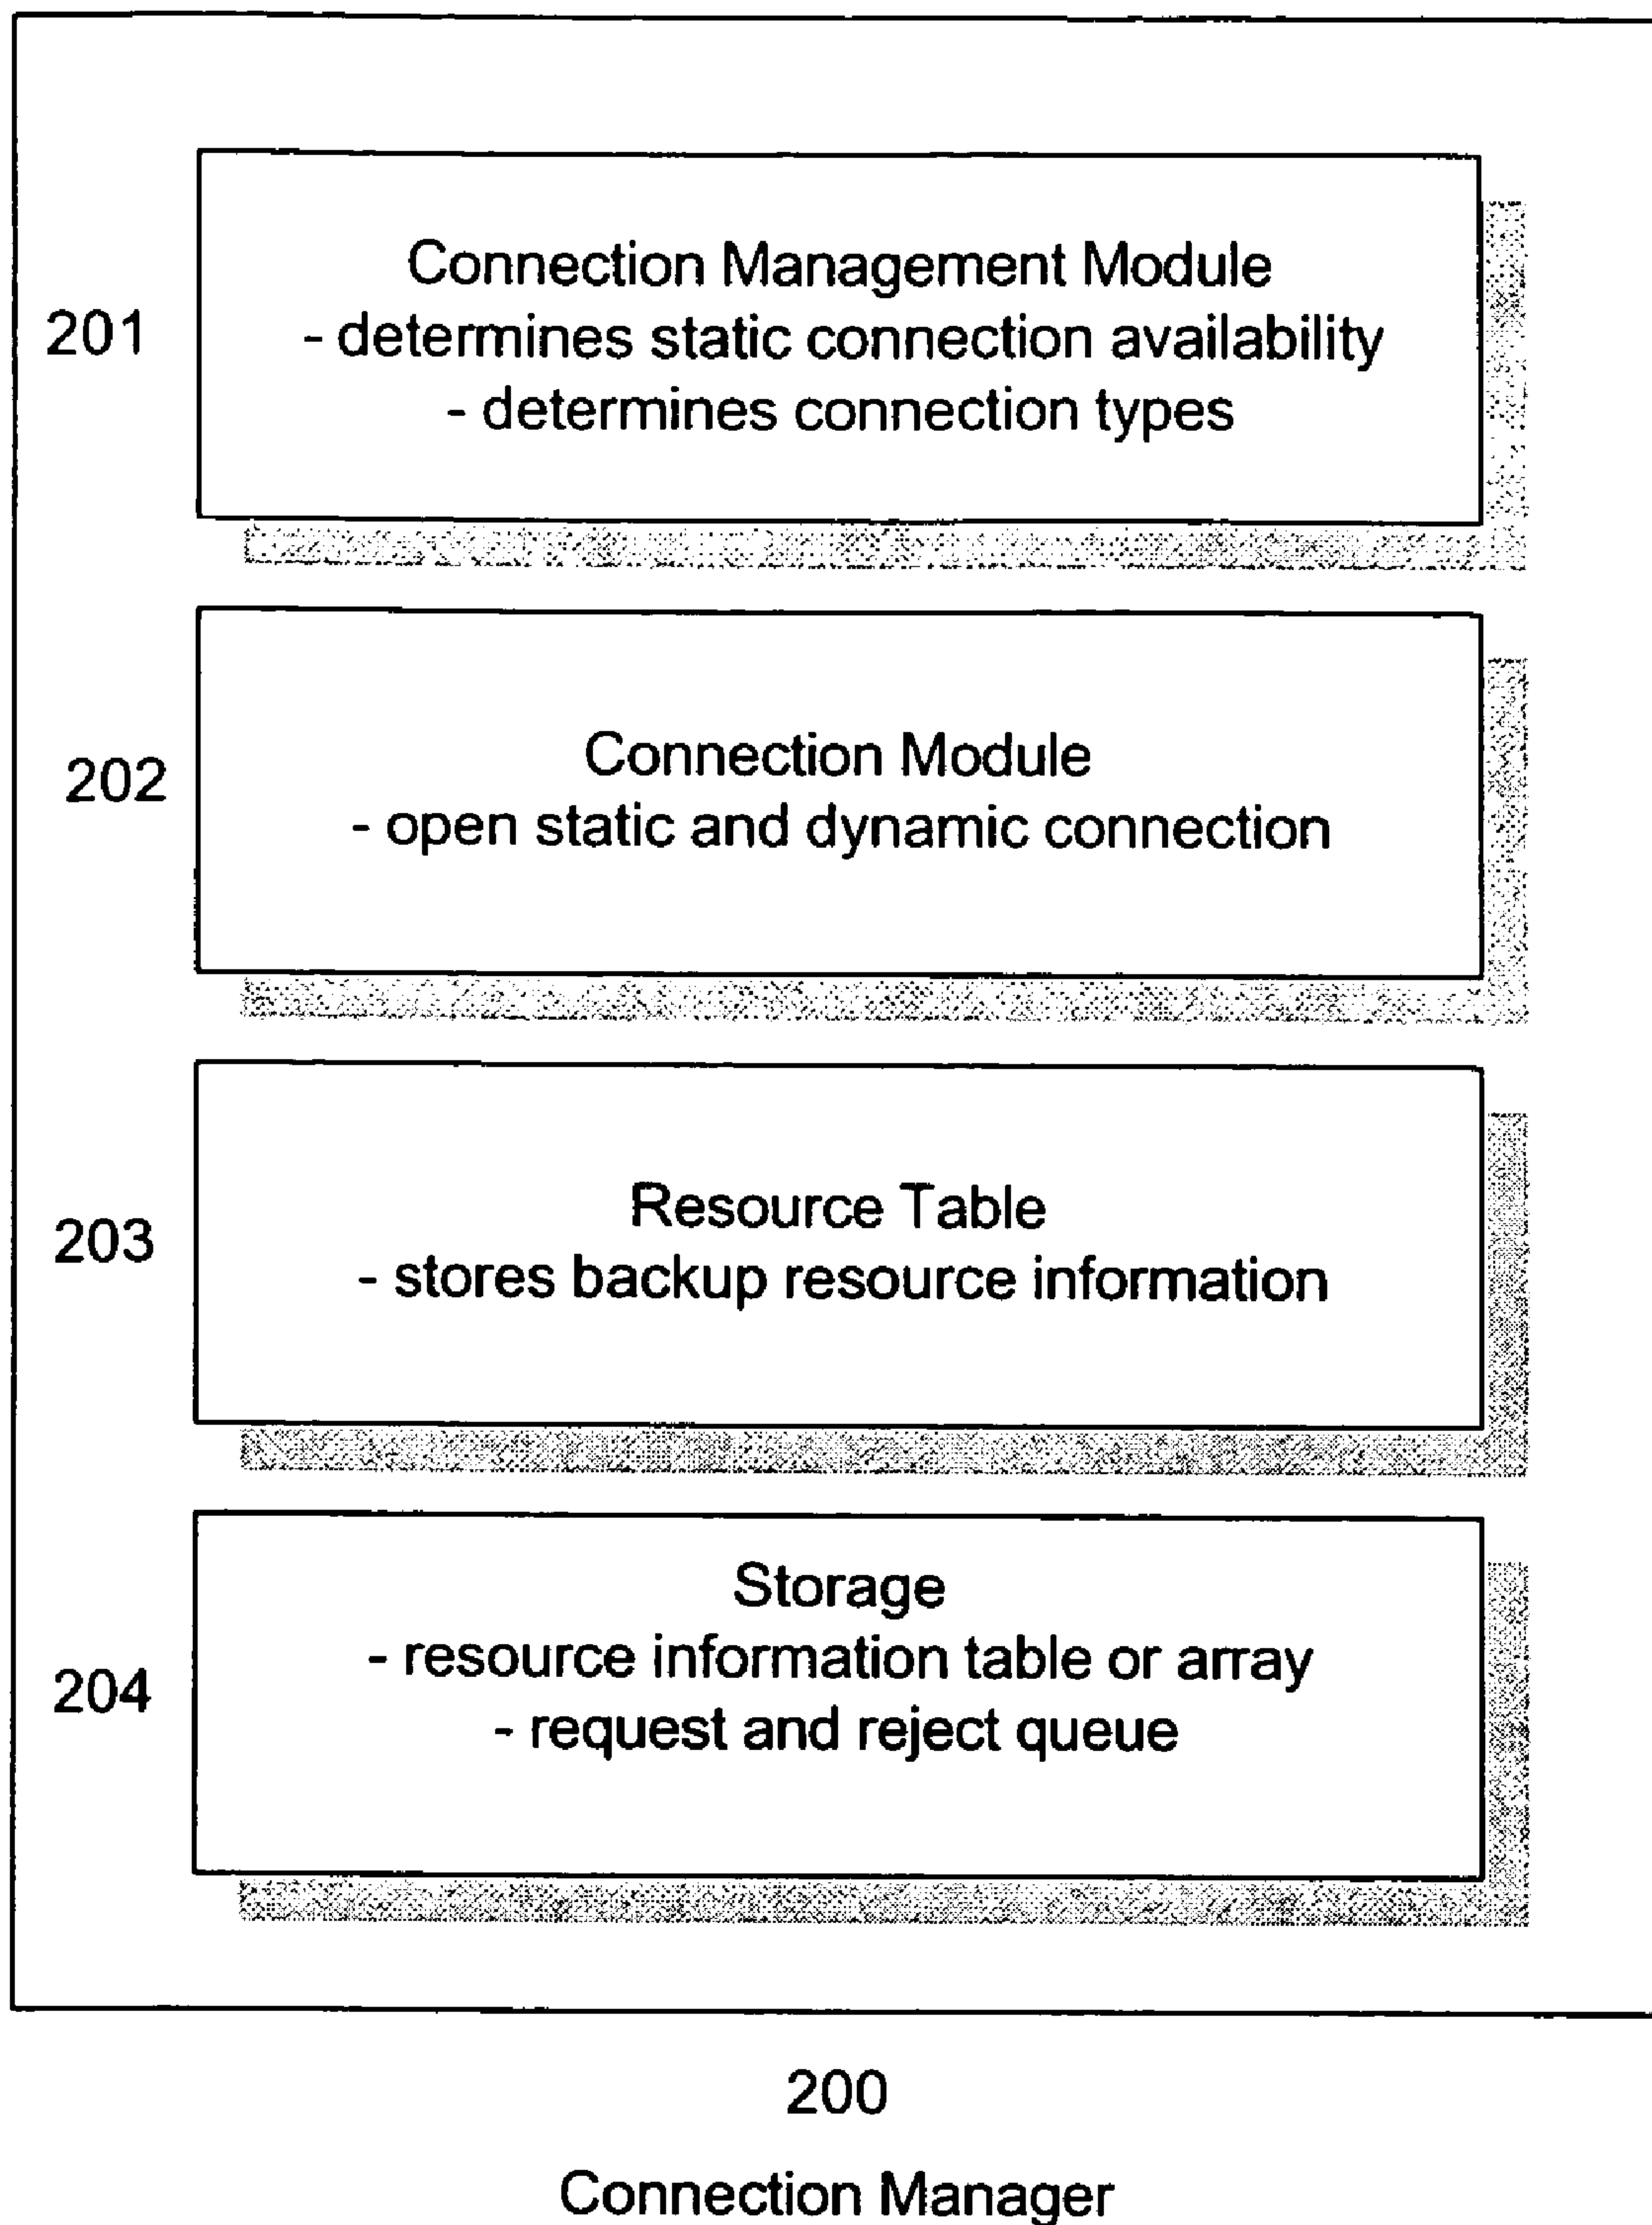 201
Connection Management Module
- determines static connection availability
- determines connection types
202
Connection Module
- open static and dynamic connection
203
Resource Table
- stores backup resource information
204
Storage
- resource information table or array
- request and reject queue
200
Connection Manager